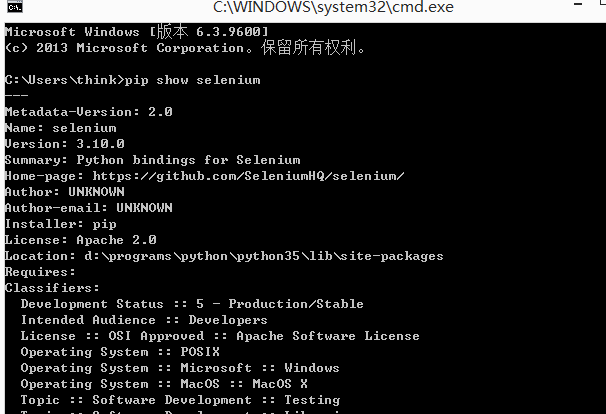 C:\WINDOWS\system32\cmd.exe
Microsoft Windows [版本 6.3.9600]
(c) 2013 Microsoft Corporation。保留所有权利。
C:\Users\think>pip show selenium
---
Metadata-Version: 2.0
Name: selenium
Version: 3.10.0
Summary: Python bindings for Selenium
Home-page: https://github.com/SeleniumHQ/selenium/
Author: UNKNOWN
Author-email: UNKNOWN
Installer: pip
License: Apache 2.0
Location: d:\programs\python\python35\lib\site-packages
Requires:
Classifiers:
  Development Status :: 5 - Production/Stable
  Intended Audience :: Developers
  License :: OSI Approved :: Apache Software License
  Operating System :: POSIX
  Operating System :: Microsoft :: Windows
  Operating System :: MacOS :: MacOS X
  Topic :: Software Development :: Testing